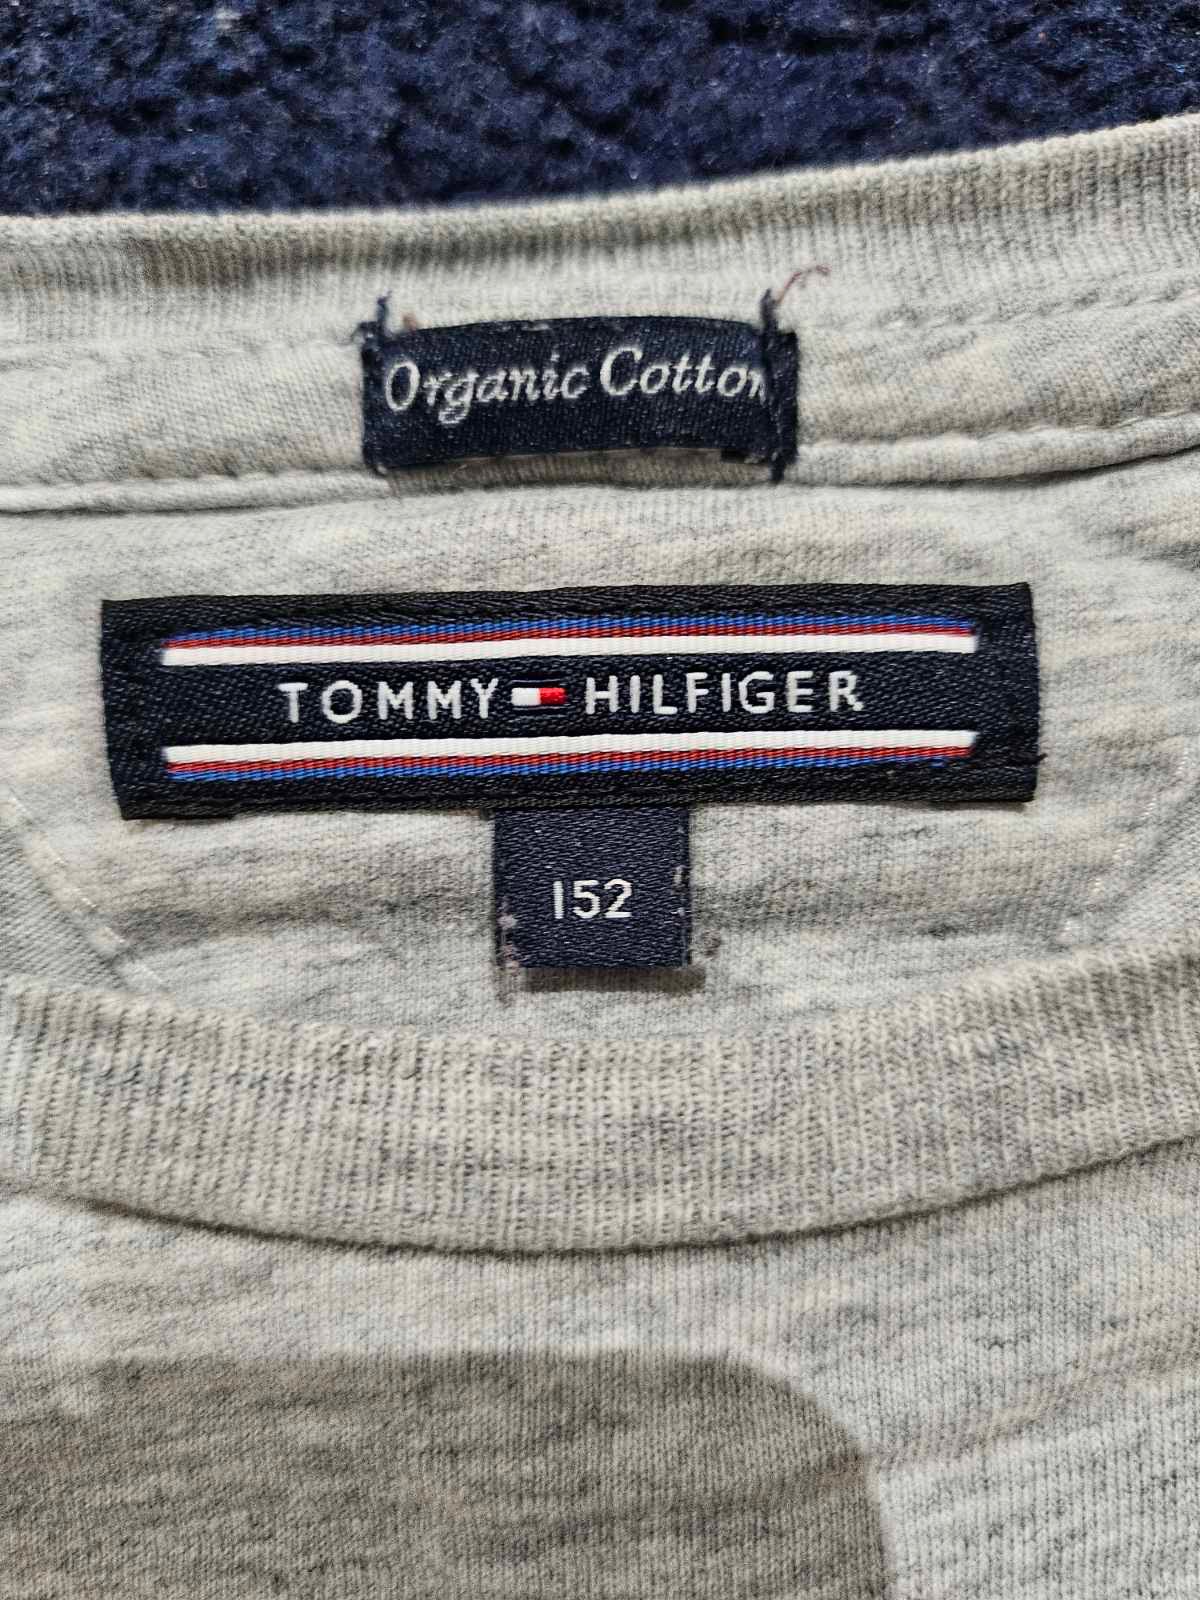 Organic Cotton
TOMMY HILFIGER
152